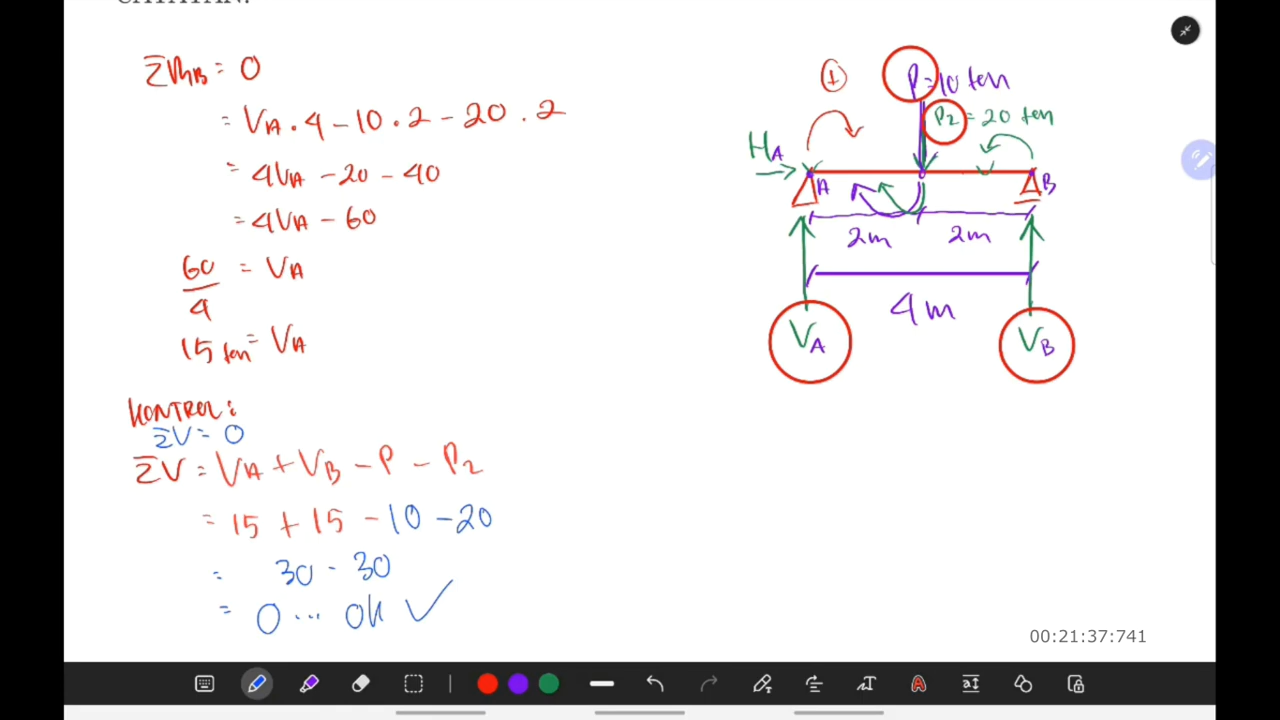 ΣMB = 0
= VA . 4 - 10 . 2 - 20 . 2
= 4VA - 20 - 40
= 4VA - 60
60/4 = VA
15 ton = VA
KONTROL:
ΣV = 0
ΣV = VA + VB - P - P2
= 15 + 15 - 10 - 20
= 30 - 30
= 0 ... OK ✓
+
P = 10 ton
P2 = 20 ton
HA
A
B
2m
2m
4m
VA
VB
00:21:37:741